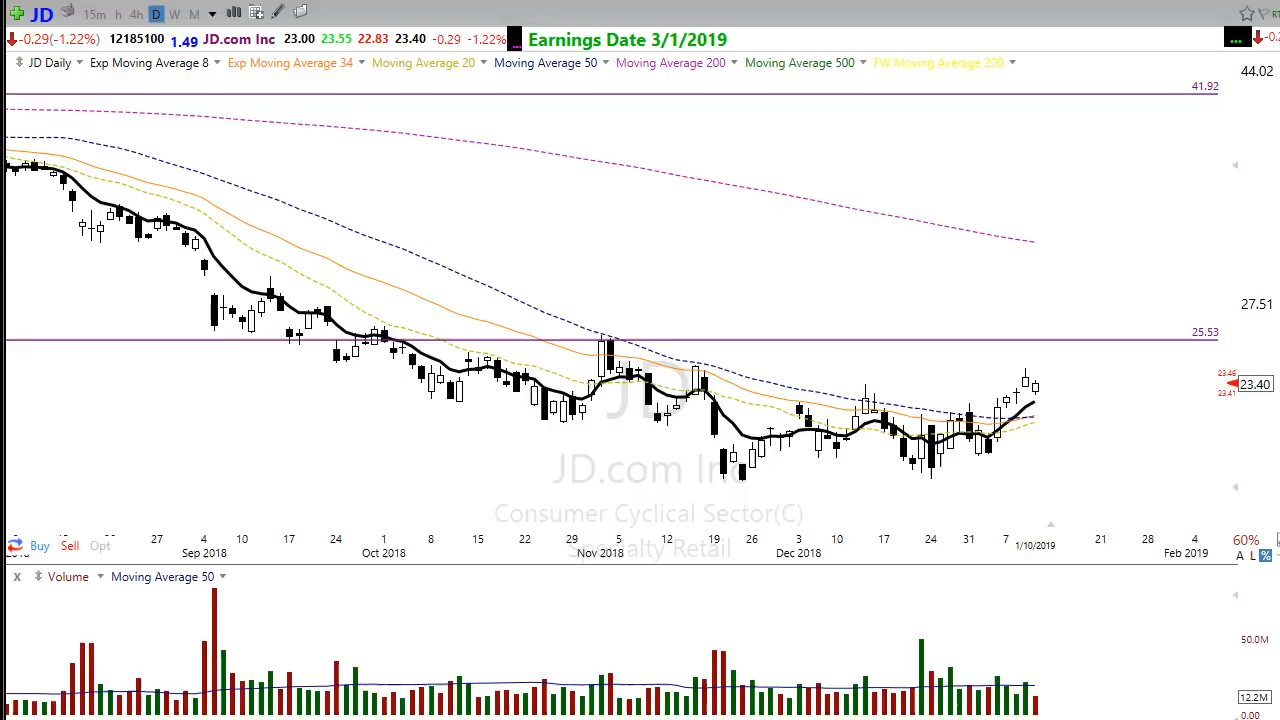 JD 15m h 4h D W M
-0.29(-1.22%) 12185100 1.49 JD.com Inc 23.00 23.55 22.83 23.40 -0.29 -1.22% ... Earnings Date 3/1/2019 ...
JD Daily Exp Moving Average 8 Exp Moving Average 34 Moving Average 20 Moving Average 50 Moving Average 200 Moving Average 500 FW Moving Average 200
44.02
41.92
27.51
25.53
23.46
23.40
23.41
JD
JD.com Inc
Consumer Cyclical Sector(C)
Specialty Retail
27 4 10 17 24 1 8 15 22 29 5 12 19 26 3 10 17 24 31 7 1/10/2019 21 28 4
Sep 2018 Oct 2018 Nov 2018 Dec 2018 Feb 2019
Buy Sell Opt
60%
A L %
x Volume Moving Average 50
50.0M
12.2M
0.00